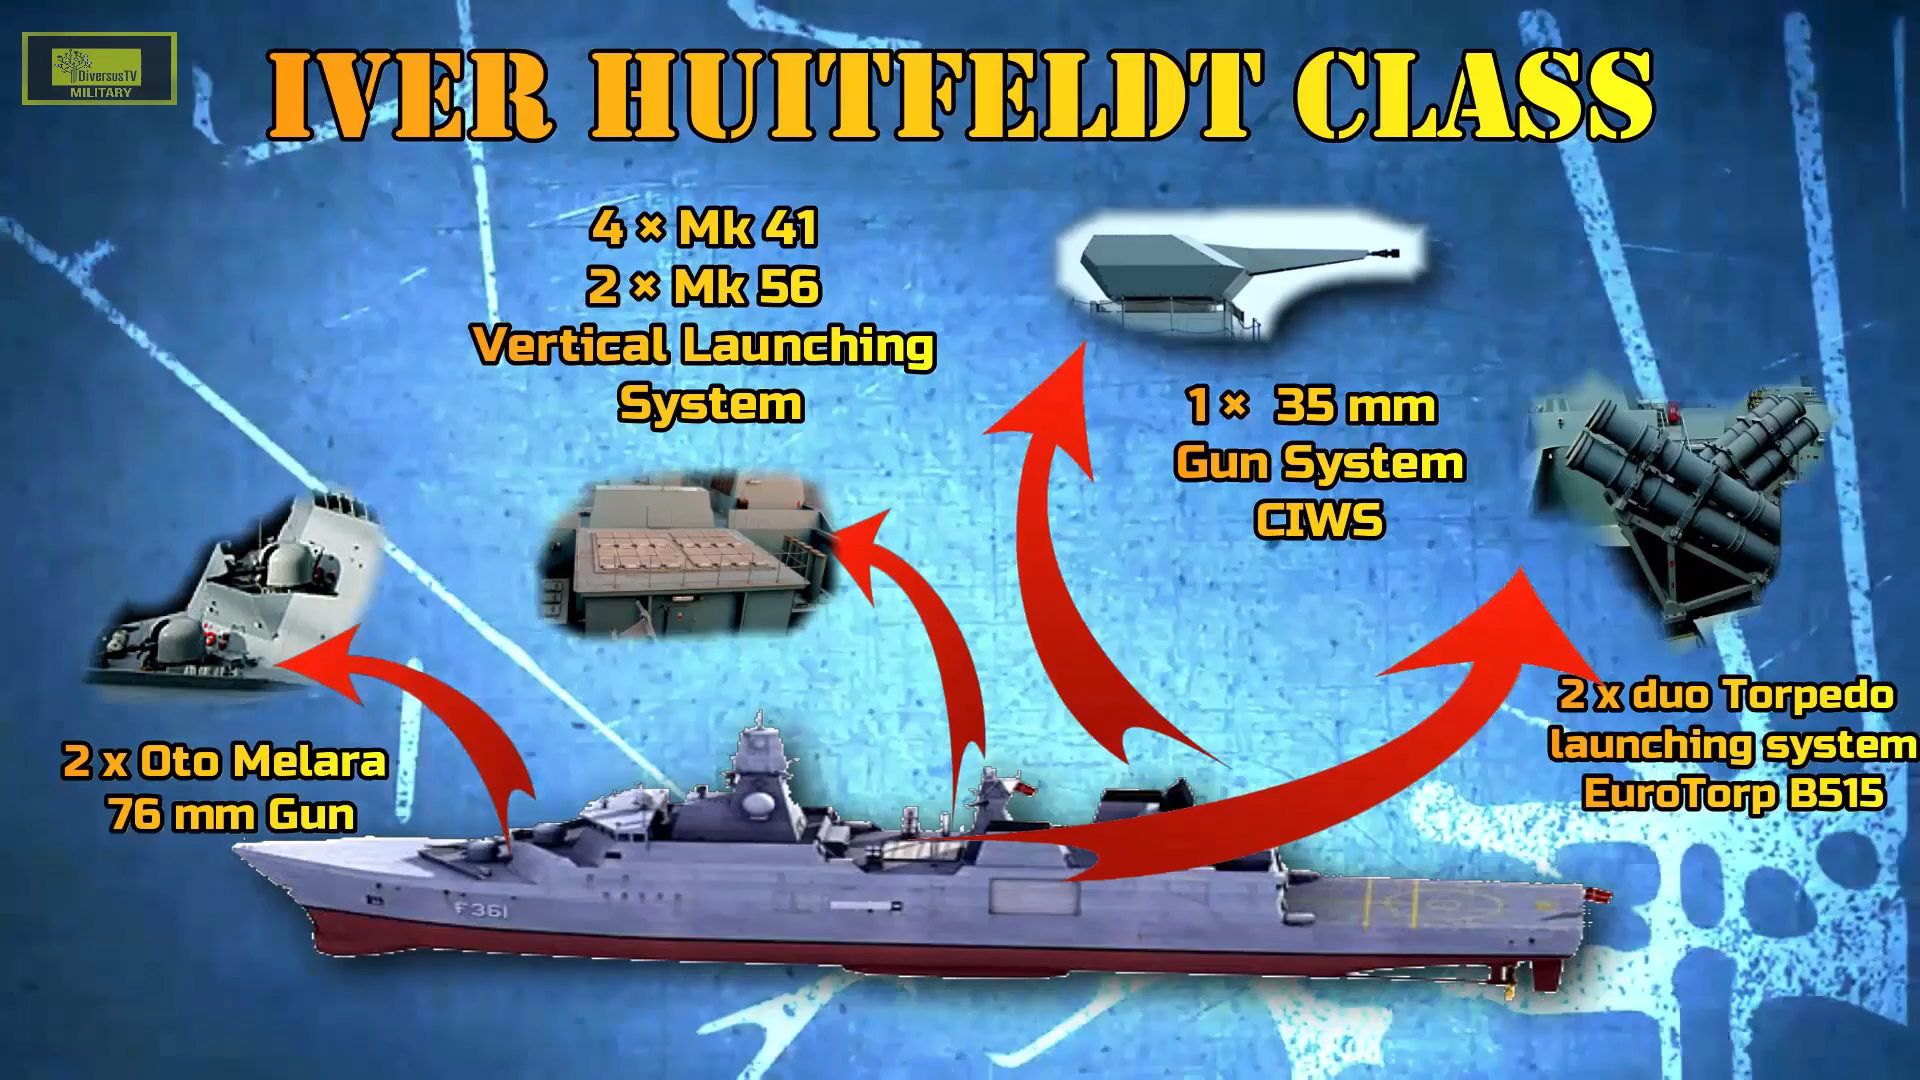 DiversusTV
MILITARY
IVER HUITFELDT CLASS
4 × Mk 41
2 × Mk 56
Vertical Launching
System
1 × 35 mm
Gun System
CIWS
2 x Oto Melara
76 mm Gun
2 x duo Torpedo
launching system
EuroTorp B515
F361